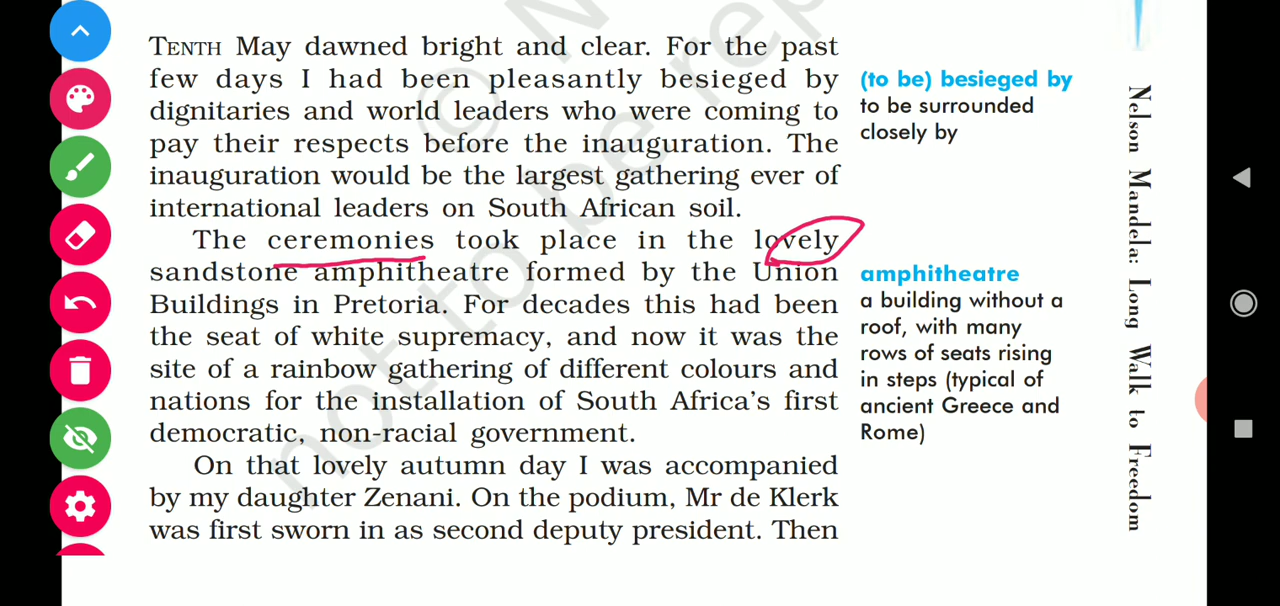 TENTH May dawned bright and clear. For the past
few days I had been pleasantly besieged by
dignitaries and world leaders who were coming to
pay their respects before the inauguration. The
inauguration would be the largest gathering ever of
international leaders on South African soil.
The ceremonies took place in the lovely
sandstone amphitheatre formed by the Union
Buildings in Pretoria. For decades this had been
the seat of white supremacy, and now it was the
site of a rainbow gathering of different colours and
nations for the installation of South Africa's first
democratic, non-racial government.
On that lovely autumn day I was accompanied
by my daughter Zenani. On the podium, Mr de Klerk
was first sworn in as second deputy president. Then
(to be) besieged by
to be surrounded
closely by
amphitheatre
a building without a
roof, with many
rows of seats rising
in steps (typical of
ancient Greece and
Rome)
Nelson Mandela: Long Walk to Freedom
© N
not to be rep